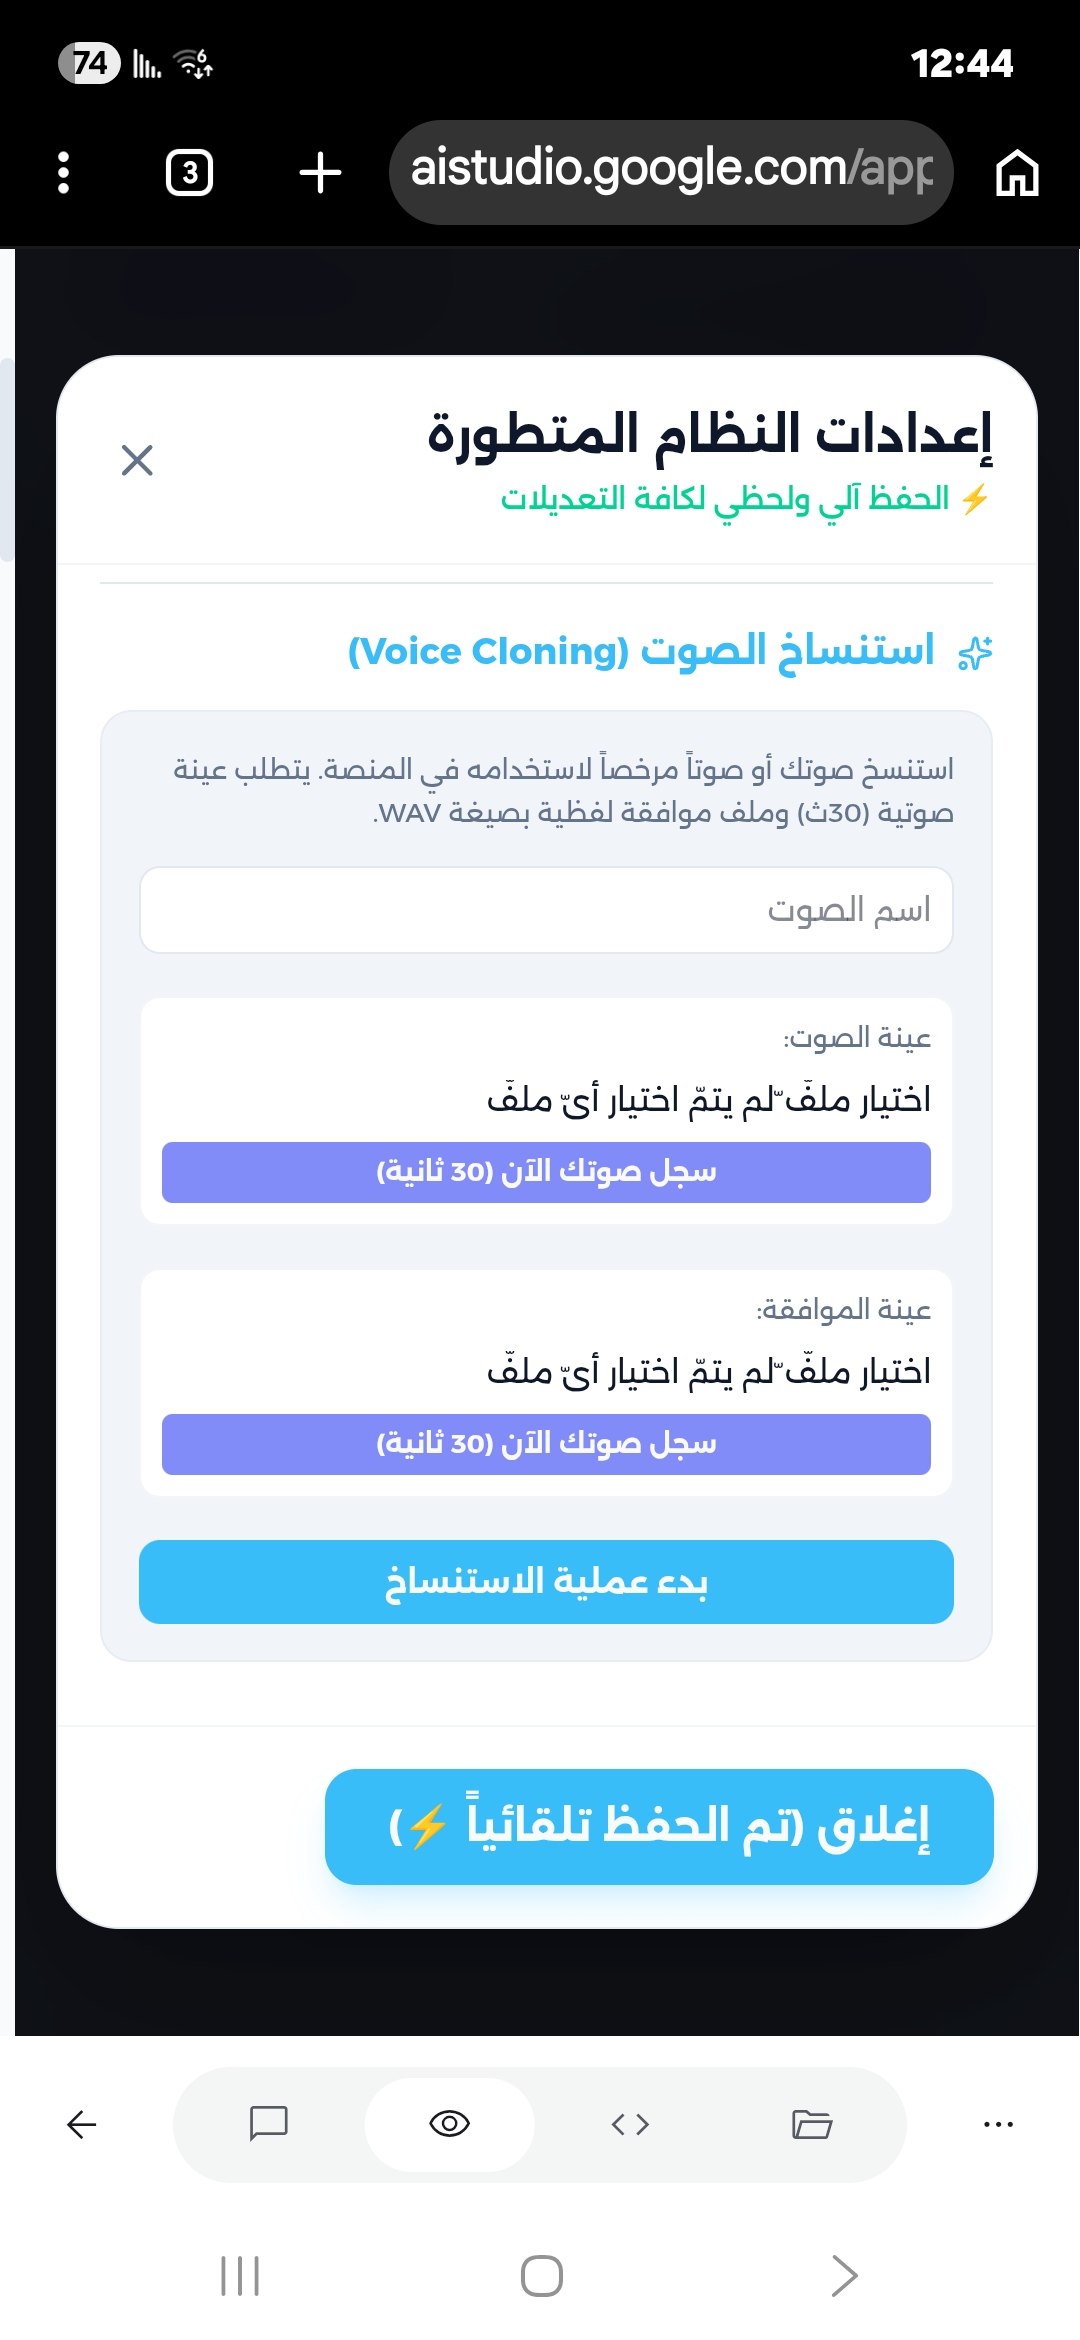 74
12:44
3
aistudio.google.com/app
إعدادات النظام المتطورة
⚡ الحفظ آلي ولحظي لكافة التعديلات
استنساخ الصوت (Voice Cloning)
استنسخ صوتك أو صوتاً مرخصاً لاستخدامه في المنصة. يتطلب عينة
صوتية (30ث) وملف موافقة لفظية بصيغة WAV.
اسم الصوت
عينة الصوت:
اختيار ملفّ لم يتمّ اختيار أيّ ملفّ
سجل صوتك الآن (30 ثانية)
عينة الموافقة:
اختيار ملفّ لم يتمّ اختيار أيّ ملفّ
سجل صوتك الآن (30 ثانية)
بدء عملية الاستنساخ
إغلاق (تم الحفظ تلقائياً ⚡)